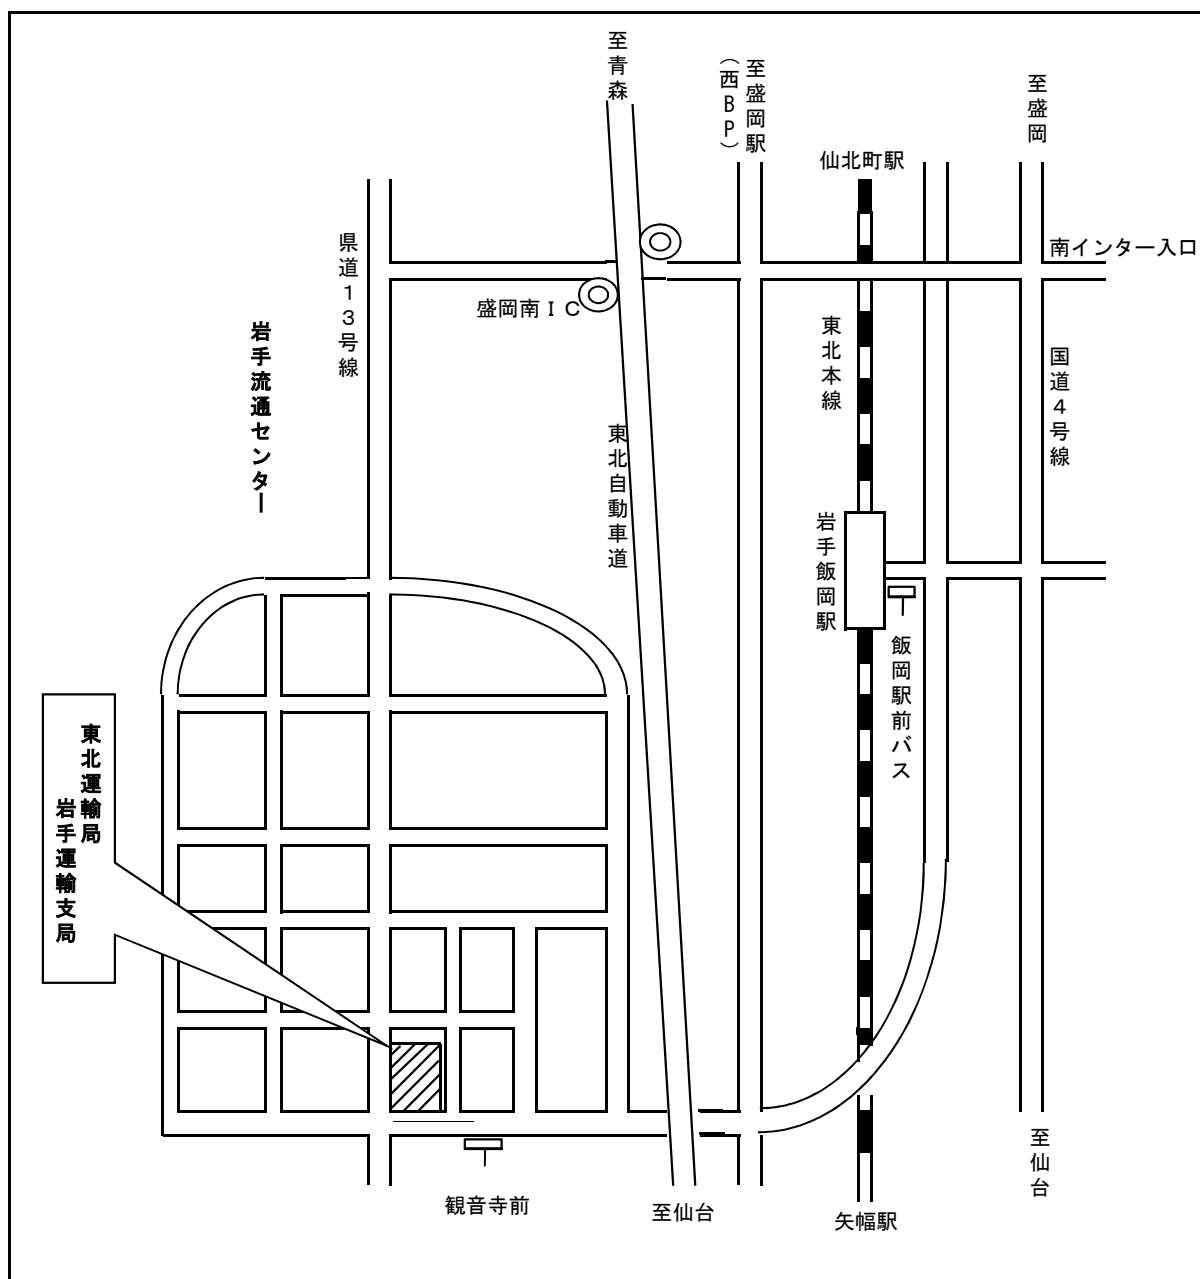 至青森
至盛岡駅
（西BP）
至盛岡
仙北町駅
県道13号線
南インター入口
盛岡南ＩＣ
岩手流通センター
東北本線
国道4号線
東北自動車道
岩手飯岡駅
飯岡駅前バス
東北運輸局
岩手運輸支局
至仙台
観音寺前
至仙台
矢幅駅